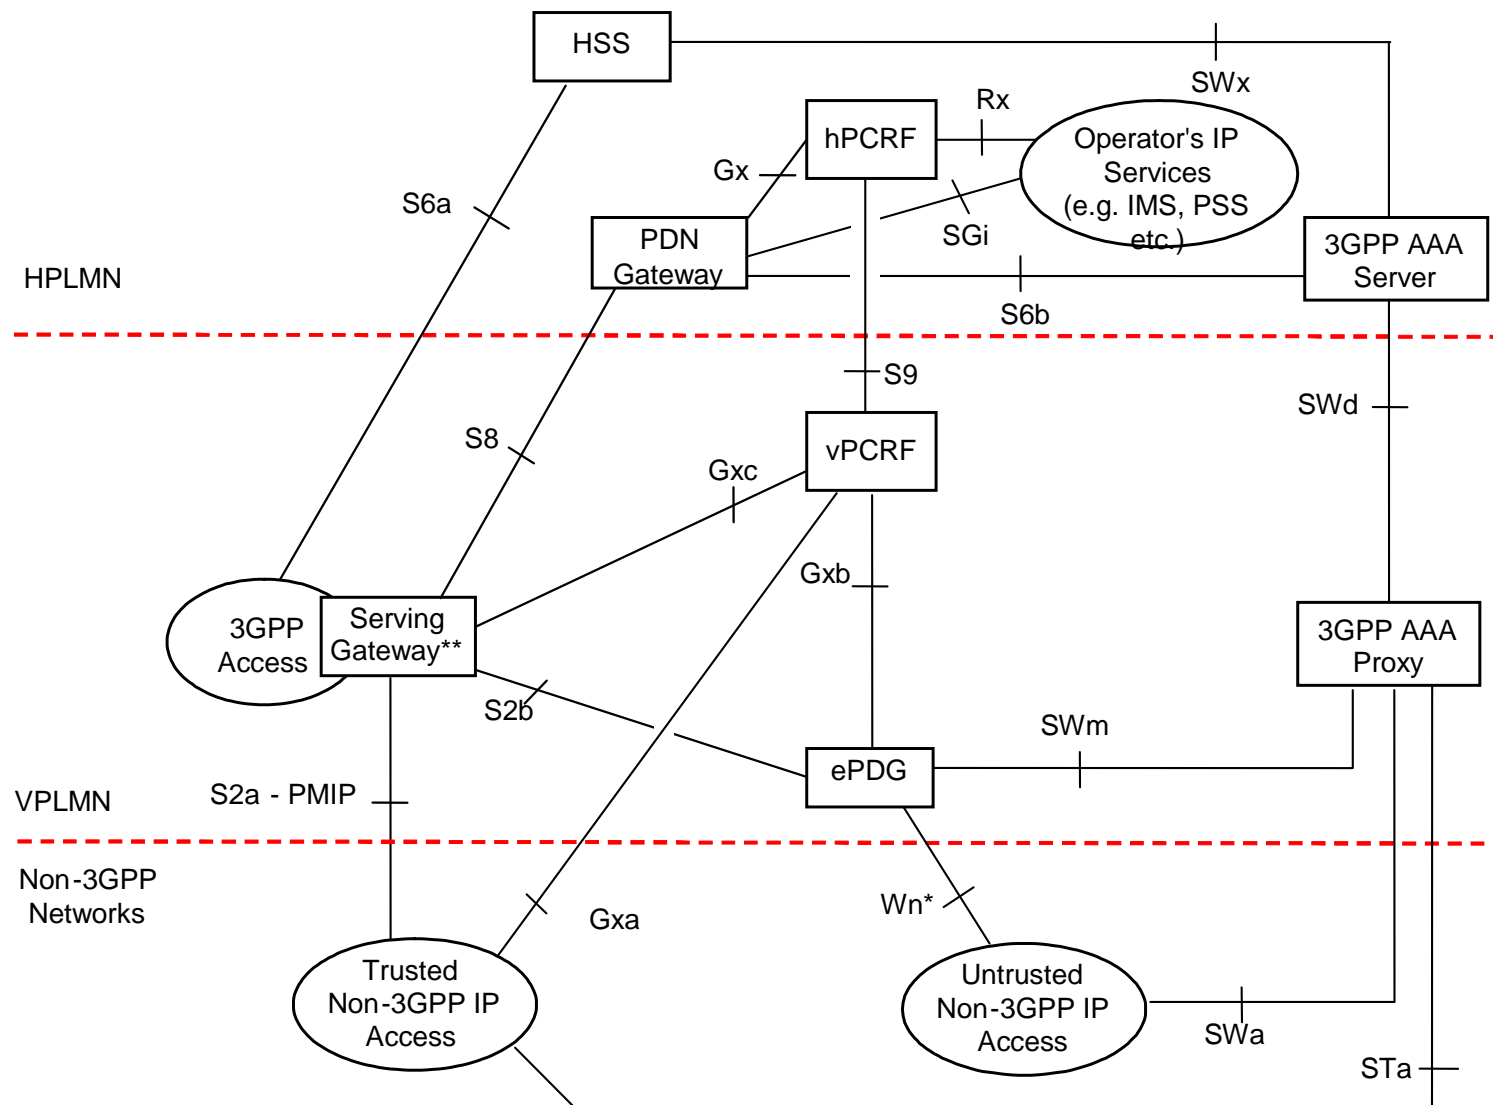 HSS
SWx
Rx
hPCRF
Operator's IP
Services
(e.g. IMS, PSS
etc.)
Gx
S6a
SGi
PDN
Gateway
3GPP AAA
Server
HPLMN
S6b
S9
SWd
S8
vPCRF
Gxc
Gxb
3GPP
Access
Serving
Gateway**
3GPP AAA
Proxy
S2b
SWm
ePDG
S2a - PMIP
VPLMN
Non-3GPP
Networks
Gxa
Wn*
Trusted
Non-3GPP IP
Access
Untrusted
Non-3GPP IP
Access
SWa
STa